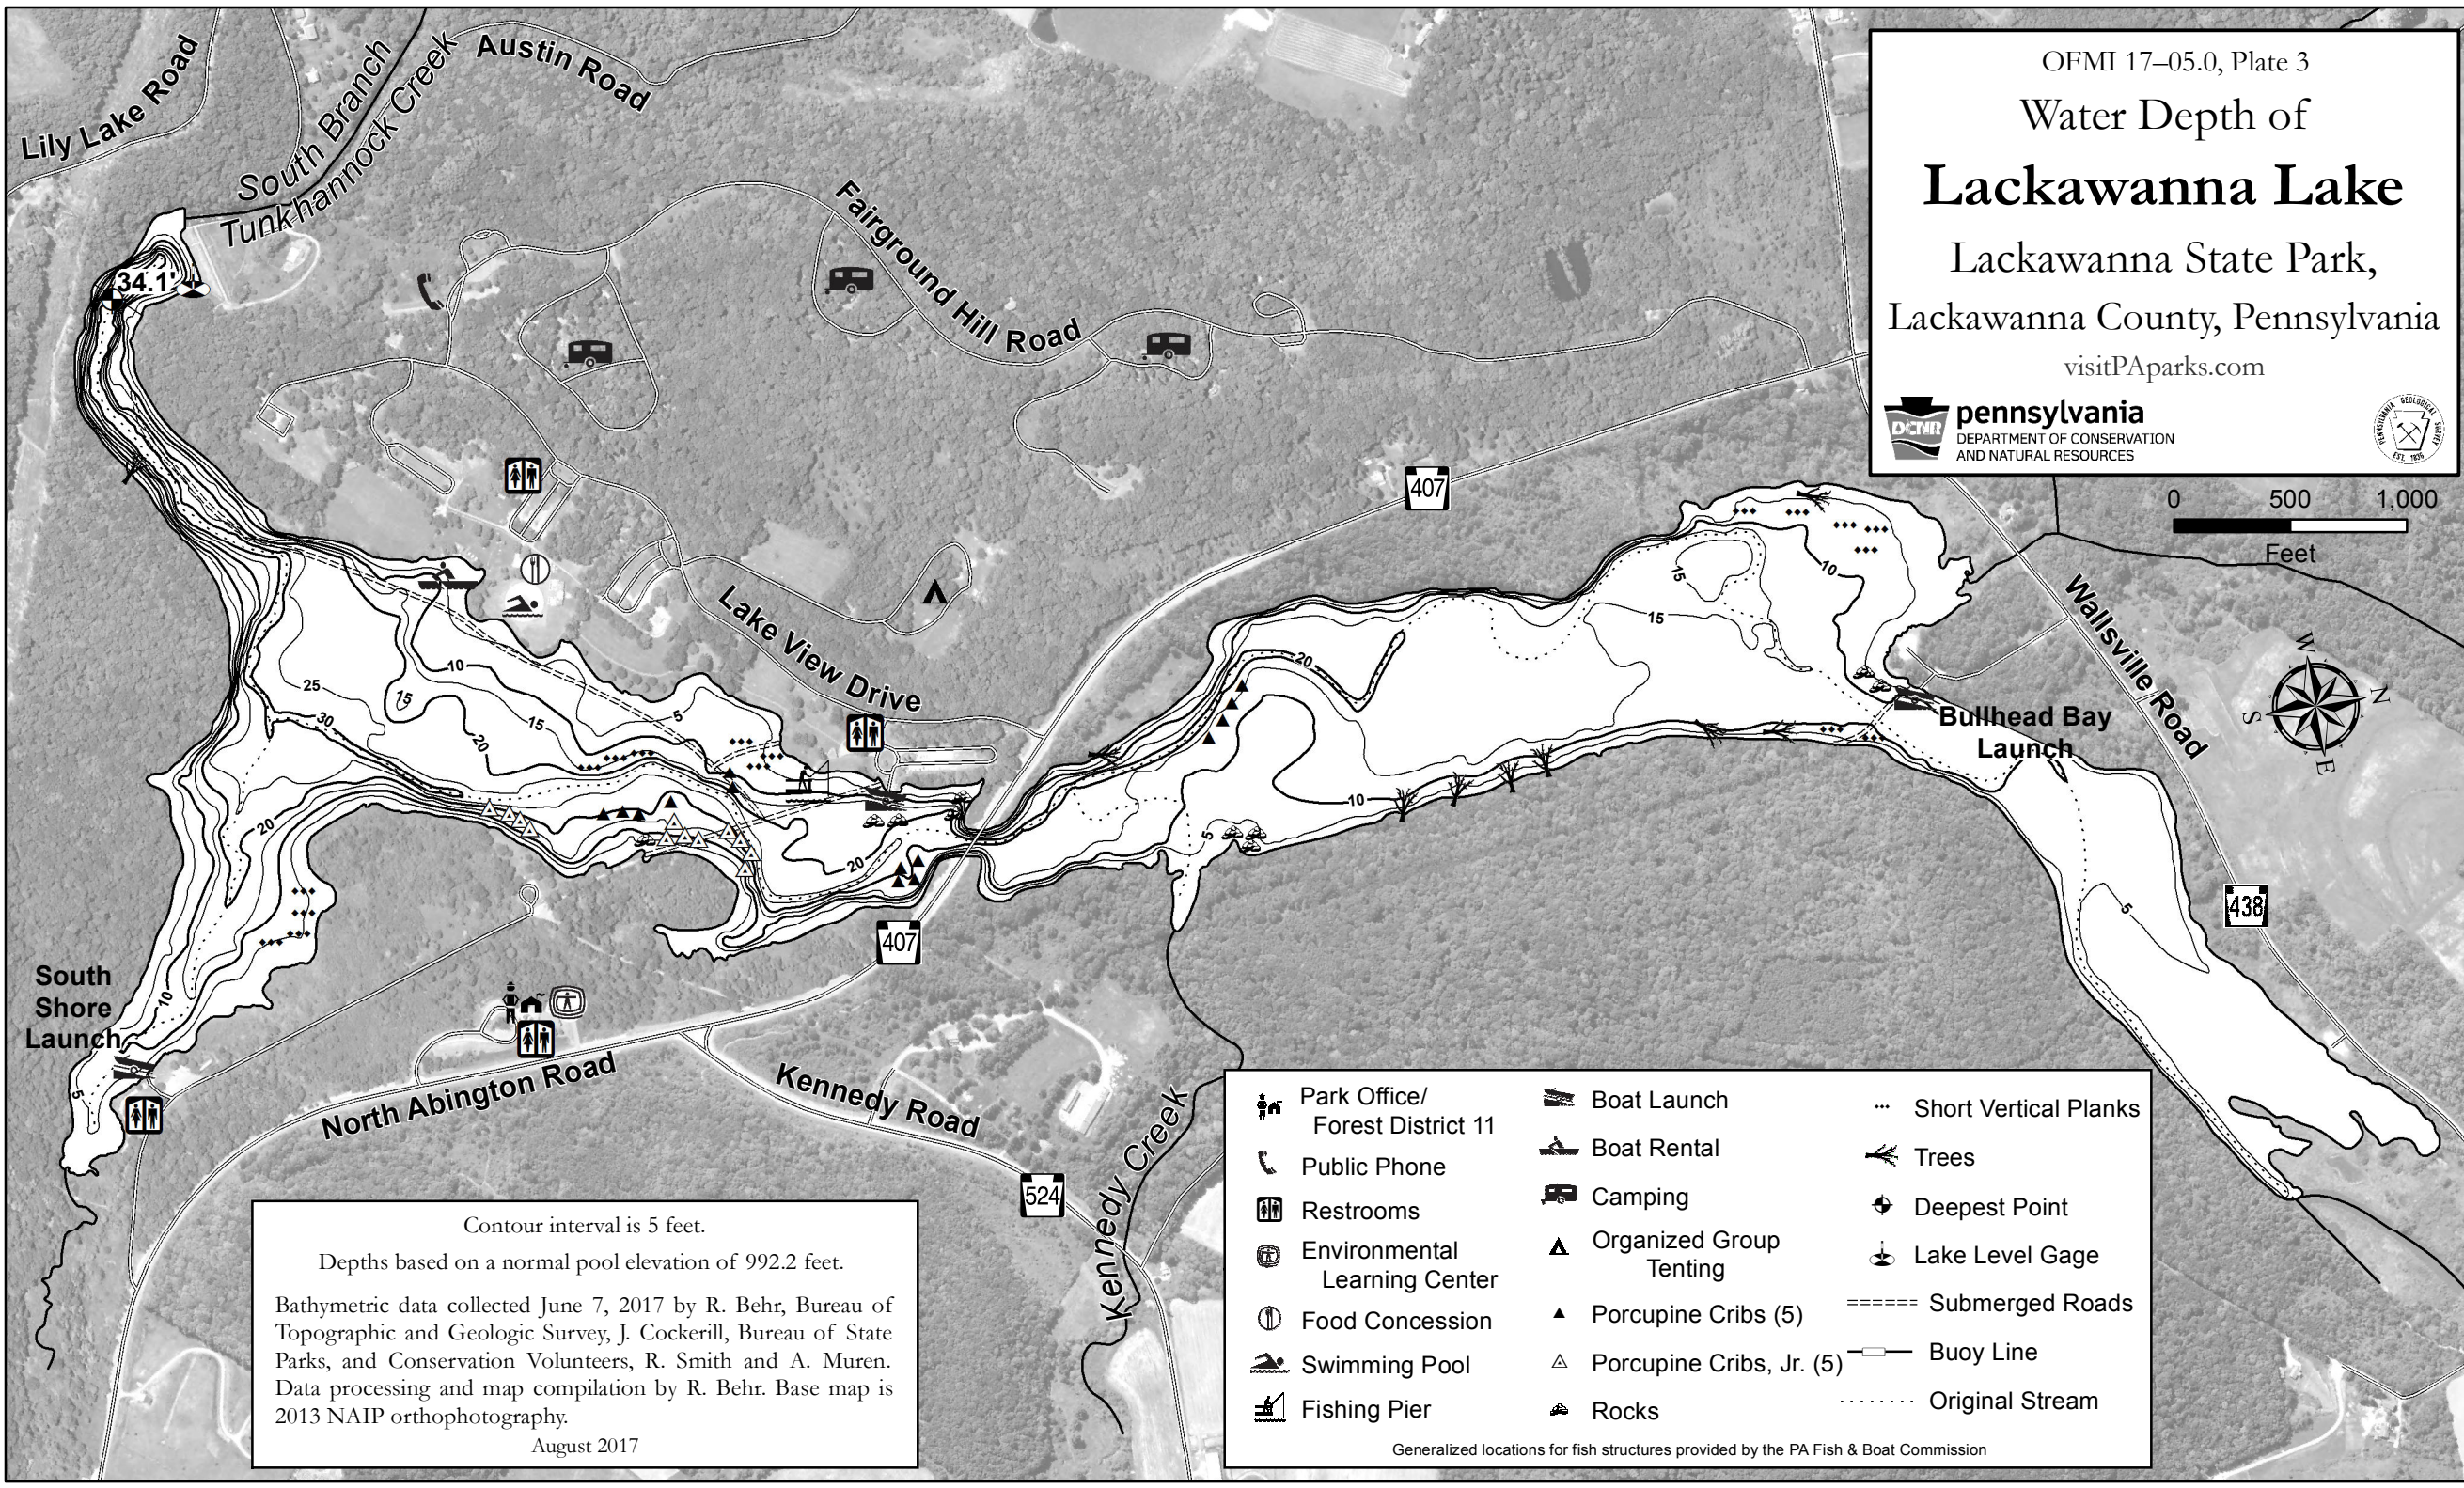 OFMI 17–05.0, Plate 3
Water Depth of
Lackawanna Lake
Lackawanna State Park,
Lackawanna County, Pennsylvania
visitPAparks.com
DCNR
pennsylvania
DEPARTMENT OF CONSERVATION
AND NATURAL RESOURCES
PENNSYLVANIA GEOLOGICAL SURVEY
EST. 1836
0 500 1,000
Feet
Lily Lake Road
South Branch
Tunkhannock Creek
Austin Road
34.1'
Fairground Hill Road
407
Lake View Drive
Wallsville Road
W
N
S
E
Bullhead Bay
Launch
438
10
15
15
20
10
5
5
10
15
15
20
5
25
30
20
20
10
5
South
Shore
Launch
407
North Abington Road
Kennedy Road
524
Kennedy Creek
Contour interval is 5 feet.
Depths based on a normal pool elevation of 992.2 feet.
Bathymetric data collected June 7, 2017 by R. Behr, Bureau of
Topographic and Geologic Survey, J. Cockerill, Bureau of State
Parks, and Conservation Volunteers, R. Smith and A. Muren.
Data processing and map compilation by R. Behr. Base map is
2013 NAIP orthophotography.
August 2017
Park Office/
Forest District 11
Public Phone
Restrooms
Environmental
Learning Center
Food Concession
Swimming Pool
Fishing Pier
Boat Launch
Boat Rental
Camping
Organized Group
Tenting
Porcupine Cribs (5)
Porcupine Cribs, Jr. (5)
Rocks
Short Vertical Planks
Trees
Deepest Point
Lake Level Gage
Submerged Roads
Buoy Line
Original Stream
Generalized locations for fish structures provided by the PA Fish & Boat Commission